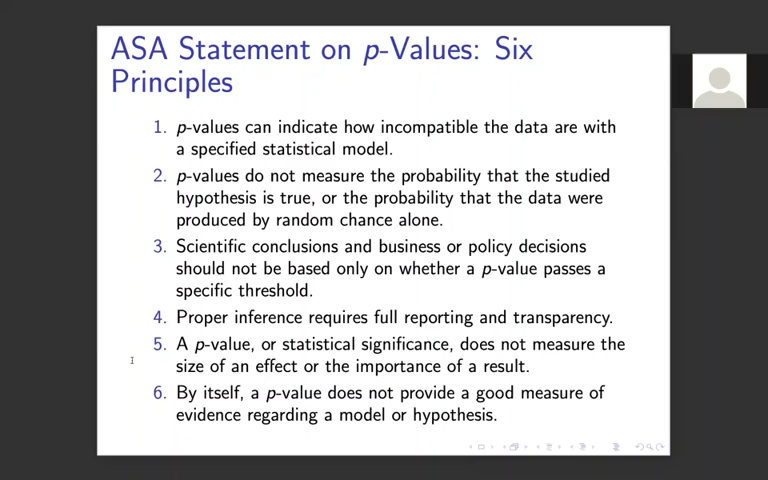 ASA Statement on p-Values: Six
Principles
1. p-values can indicate how incompatible the data are with
a specified statistical model.
2. p-values do not measure the probability that the studied
hypothesis is true, or the probability that the data were
produced by random chance alone.
3. Scientific conclusions and business or policy decisions
should not be based only on whether a p-value passes a
specific threshold.
4. Proper inference requires full reporting and transparency.
5. A p-value, or statistical significance, does not measure the
size of an effect or the importance of a result.
6. By itself, a p-value does not provide a good measure of
evidence regarding a model or hypothesis.